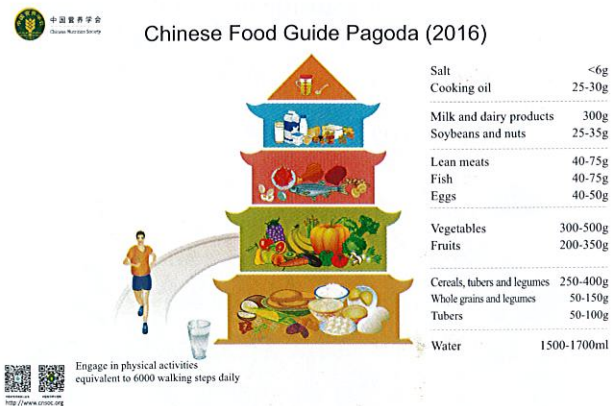 中国营养学会
Chinese Nutrition Society
Chinese Food Guide Pagoda (2016)
Salt <6g
Cooking oil 25-30g
Milk and dairy products 300g
Soybeans and nuts 25-35g
Lean meats 40-75g
Fish 40-75g
Eggs 40-50g
Vegetables 300-500g
Fruits 200-350g
Cereals, tubers and legumes 250-400g
Whole grains and legumes 50-150g
Tubers 50-100g
Water 1500-1700ml
Engage in physical activities
equivalent to 6000 walking steps daily
http://www.cnsoc.org